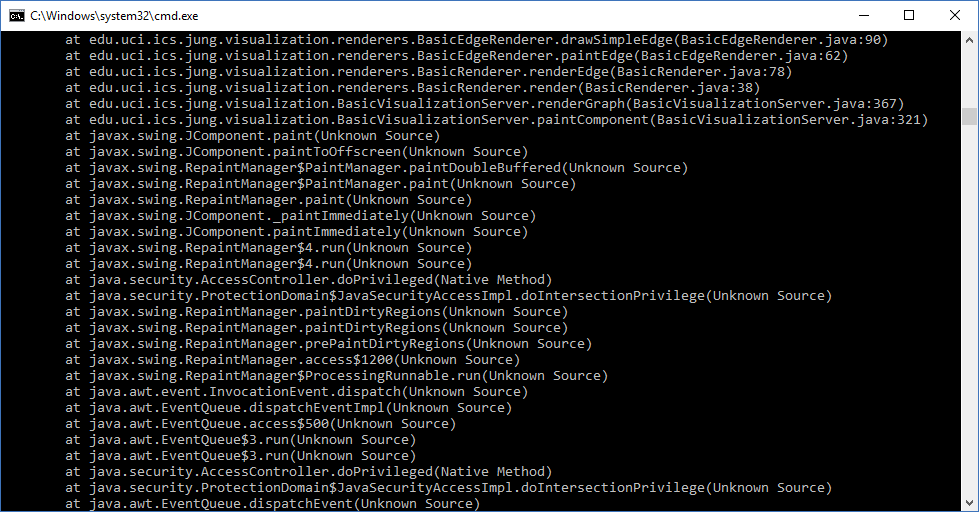 C:\Windows\system32\cmd.exe
at edu.uci.ics.jung.visualization.renderers.BasicEdgeRenderer.drawSimpleEdge(BasicEdgeRenderer.java:90)
at edu.uci.ics.jung.visualization.renderers.BasicEdgeRenderer.paintEdge(BasicEdgeRenderer.java:62)
at edu.uci.ics.jung.visualization.renderers.BasicRenderer.renderEdge(BasicRenderer.java:78)
at edu.uci.ics.jung.visualization.renderers.BasicRenderer.render(BasicRenderer.java:38)
at edu.uci.ics.jung.visualization.BasicVisualizationServer.renderGraph(BasicVisualizationServer.java:367)
at edu.uci.ics.jung.visualization.BasicVisualizationServer.paintComponent(BasicVisualizationServer.java:321)
at javax.swing.JComponent.paint(Unknown Source)
at javax.swing.JComponent.paintToOffscreen(Unknown Source)
at javax.swing.RepaintManager$PaintManager.paintDoubleBuffered(Unknown Source)
at javax.swing.RepaintManager$PaintManager.paint(Unknown Source)
at javax.swing.RepaintManager.paint(Unknown Source)
at javax.swing.JComponent._paintImmediately(Unknown Source)
at javax.swing.JComponent.paintImmediately(Unknown Source)
at javax.swing.RepaintManager$4.run(Unknown Source)
at javax.swing.RepaintManager$4.run(Unknown Source)
at java.security.AccessController.doPrivileged(Native Method)
at java.security.ProtectionDomain$JavaSecurityAccessImpl.doIntersectionPrivilege(Unknown Source)
at javax.swing.RepaintManager.paintDirtyRegions(Unknown Source)
at javax.swing.RepaintManager.paintDirtyRegions(Unknown Source)
at javax.swing.RepaintManager.prePaintDirtyRegions(Unknown Source)
at javax.swing.RepaintManager.access$1200(Unknown Source)
at javax.swing.RepaintManager$ProcessingRunnable.run(Unknown Source)
at java.awt.event.InvocationEvent.dispatch(Unknown Source)
at java.awt.EventQueue.dispatchEventImpl(Unknown Source)
at java.awt.EventQueue.access$500(Unknown Source)
at java.awt.EventQueue$3.run(Unknown Source)
at java.awt.EventQueue$3.run(Unknown Source)
at java.security.AccessController.doPrivileged(Native Method)
at java.security.ProtectionDomain$JavaSecurityAccessImpl.doIntersectionPrivilege(Unknown Source)
at java.awt.EventQueue.dispatchEvent(Unknown Source)